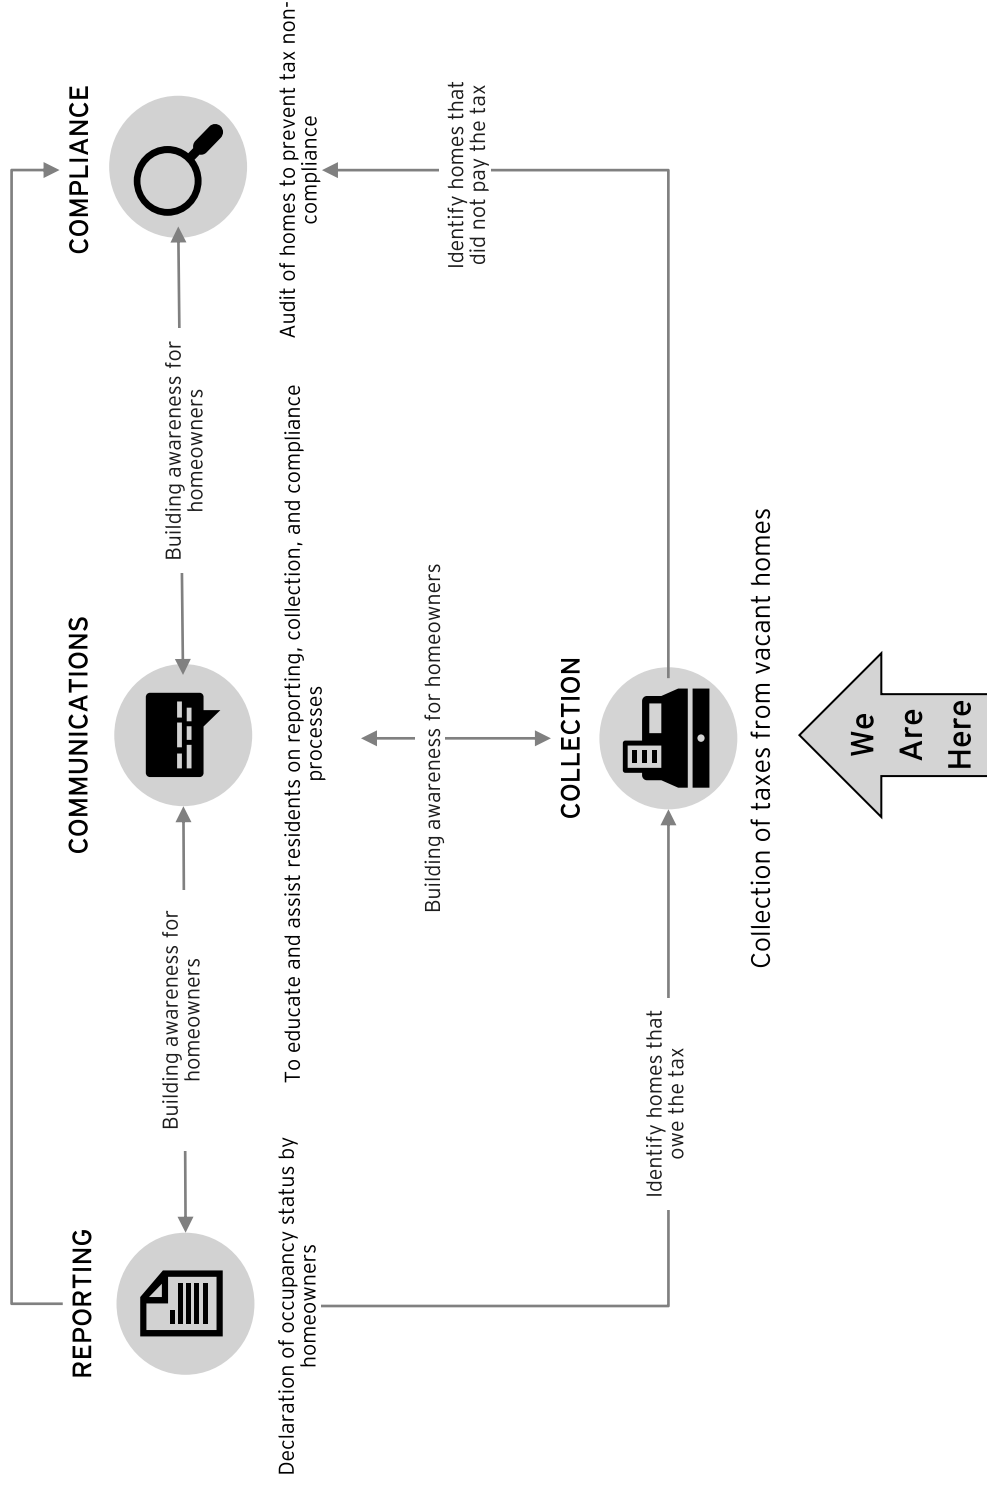 REPORTING
COMMUNICATIONS
COMPLIANCE
Building awareness for
homeowners
Building awareness for
homeowners
Declaration of occupancy status by
homeowners
To educate and assist residents on reporting, collection, and compliance
processes
Audit of homes to prevent tax non-
compliance
Building awareness for homeowners
Identify homes that
did not pay the tax
COLLECTION
Identify homes that
owe the tax
Collection of taxes from vacant homes
We
Are
Here